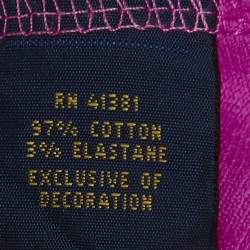 RN 41381
97% COTTON
3% ELASTANE
EXCLUSIVE OF
DECORATION